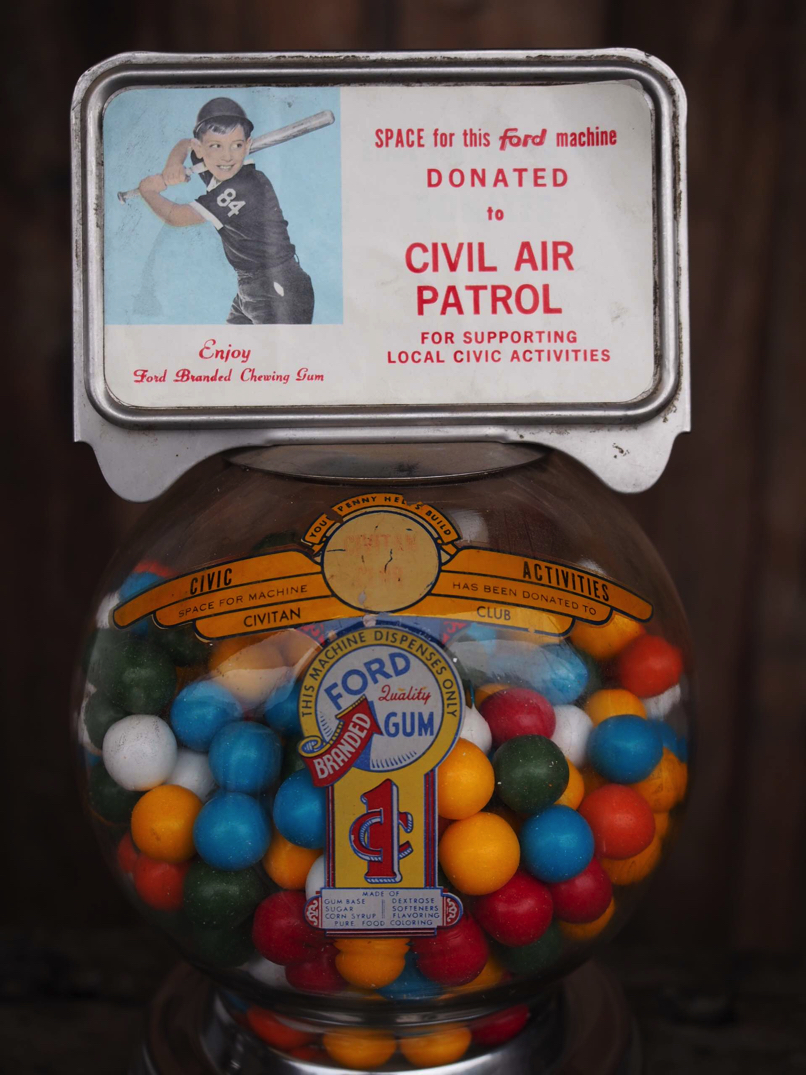 84
Enjoy
Ford Branded Chewing Gum
SPACE for this Ford machine
DONATED
to
CIVIL AIR
PATROL
FOR SUPPORTING
LOCAL CIVIC ACTIVITIES
YOUR PENNY HELPS BUILD
CIVIC ACTIVITIES
SPACE FOR MACHINE HAS BEEN DONATED TO
CIVITAN CLUB
THIS MACHINE DISPENSES ONLY
FORD
Quality
BRANDED GUM
1¢
MADE OF
GUM BASE DEXTROSE
SUGAR SOFTENERS
CORN SYRUP FLAVORING
PURE FOOD COLORING